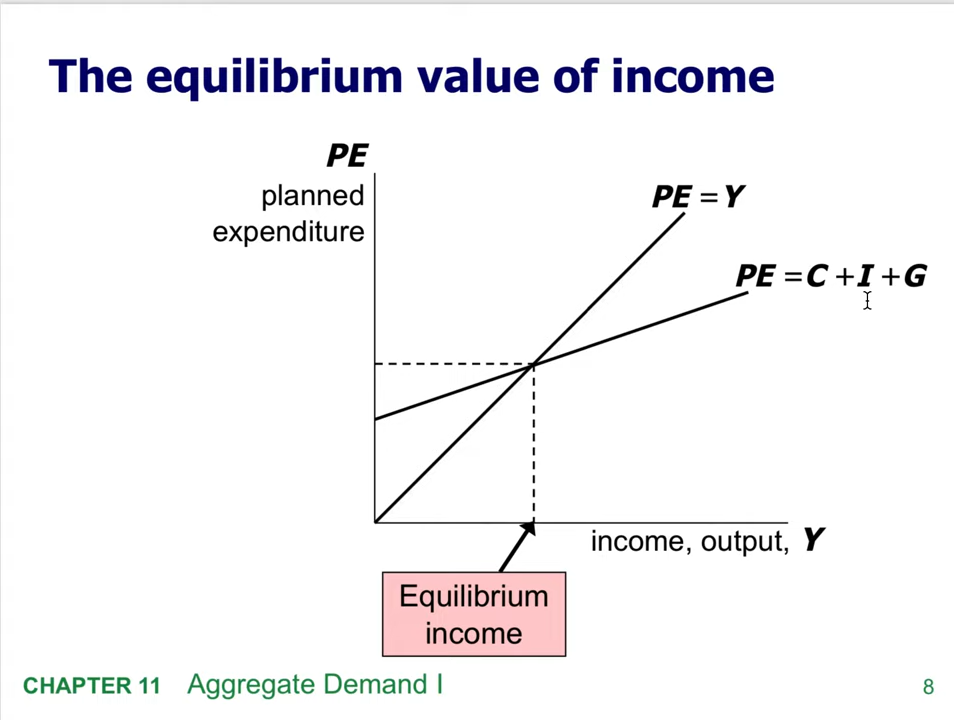 The equilibrium value of income
PE
planned
expenditure
PE = Y
PE = C + I + G
income, output, Y
Equilibrium
income
CHAPTER 11 Aggregate Demand I
8